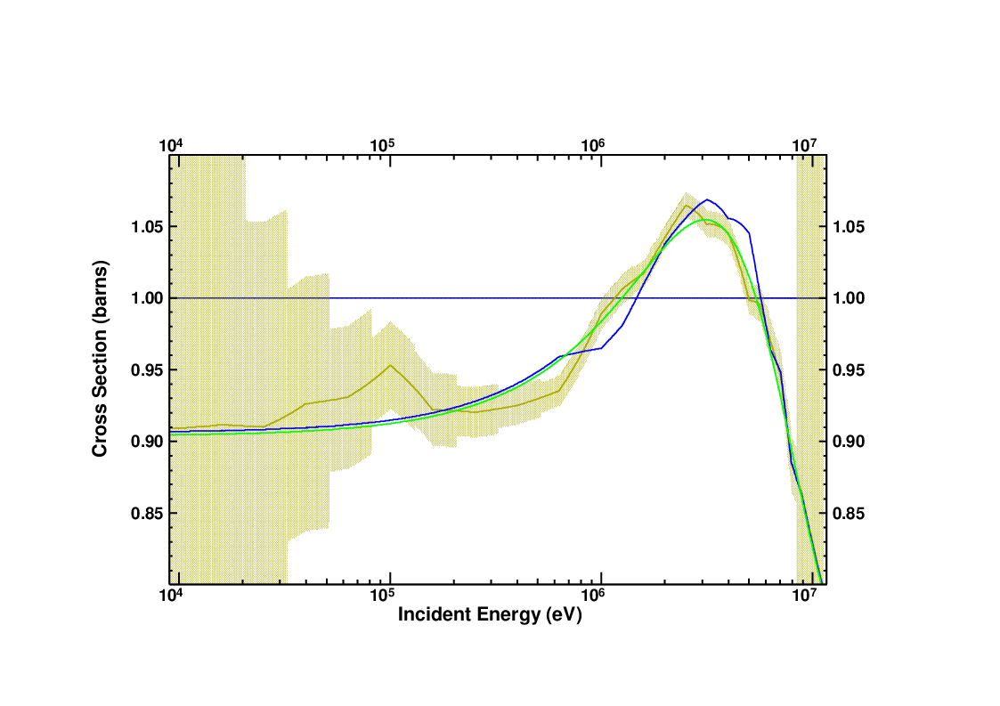 10⁴ 10⁵ 10⁶ 10⁷
1.05 1.05
1.00 1.00
0.95 0.95
0.90 0.90
0.85 0.85
Cross Section (barns)
10⁴ 10⁵ 10⁶ 10⁷
Incident Energy (eV)